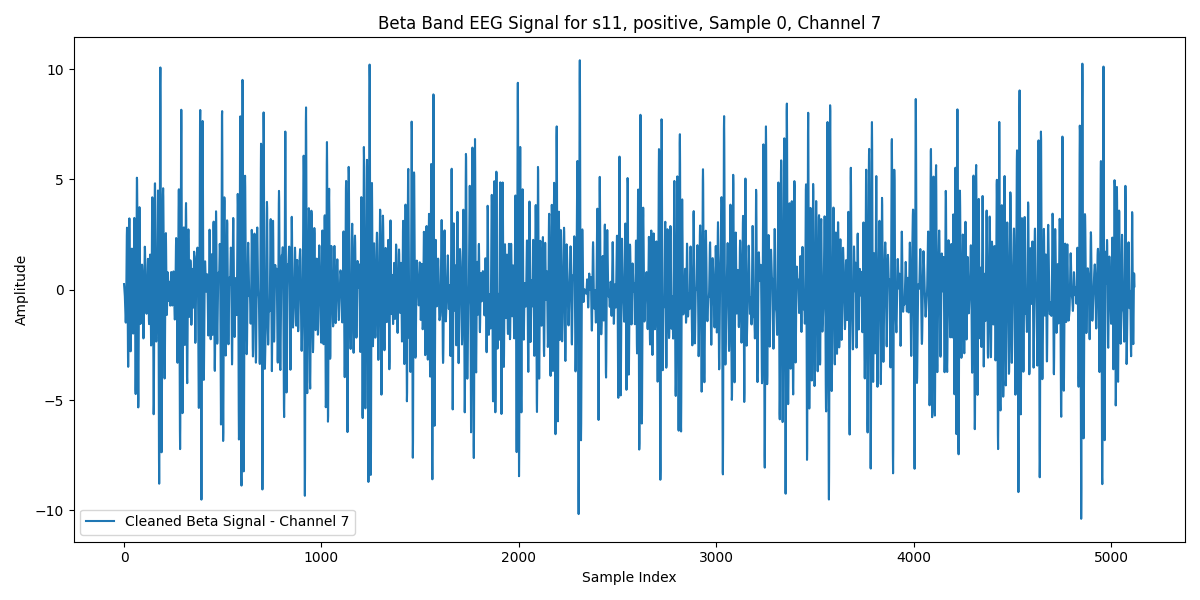 Beta Band EEG Signal for s11, positive, Sample 0, Channel 7
Amplitude
10
5
0
−5
−10
Cleaned Beta Signal - Channel 7
0 1000 2000 3000 4000 5000
Sample Index